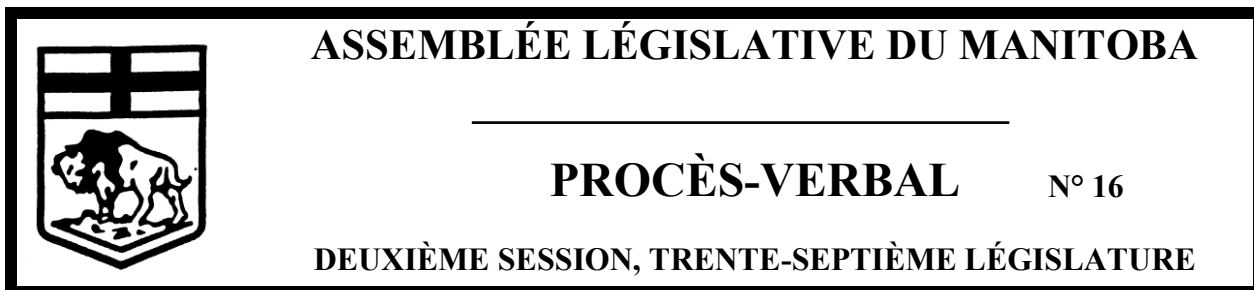 ASSEMBLÉE LÉGISLATIVE DU MANITOBA
PROCÈS-VERBAL N° 16
DEUXIÈME SESSION, TRENTE-SEPTIÈME LÉGISLATURE